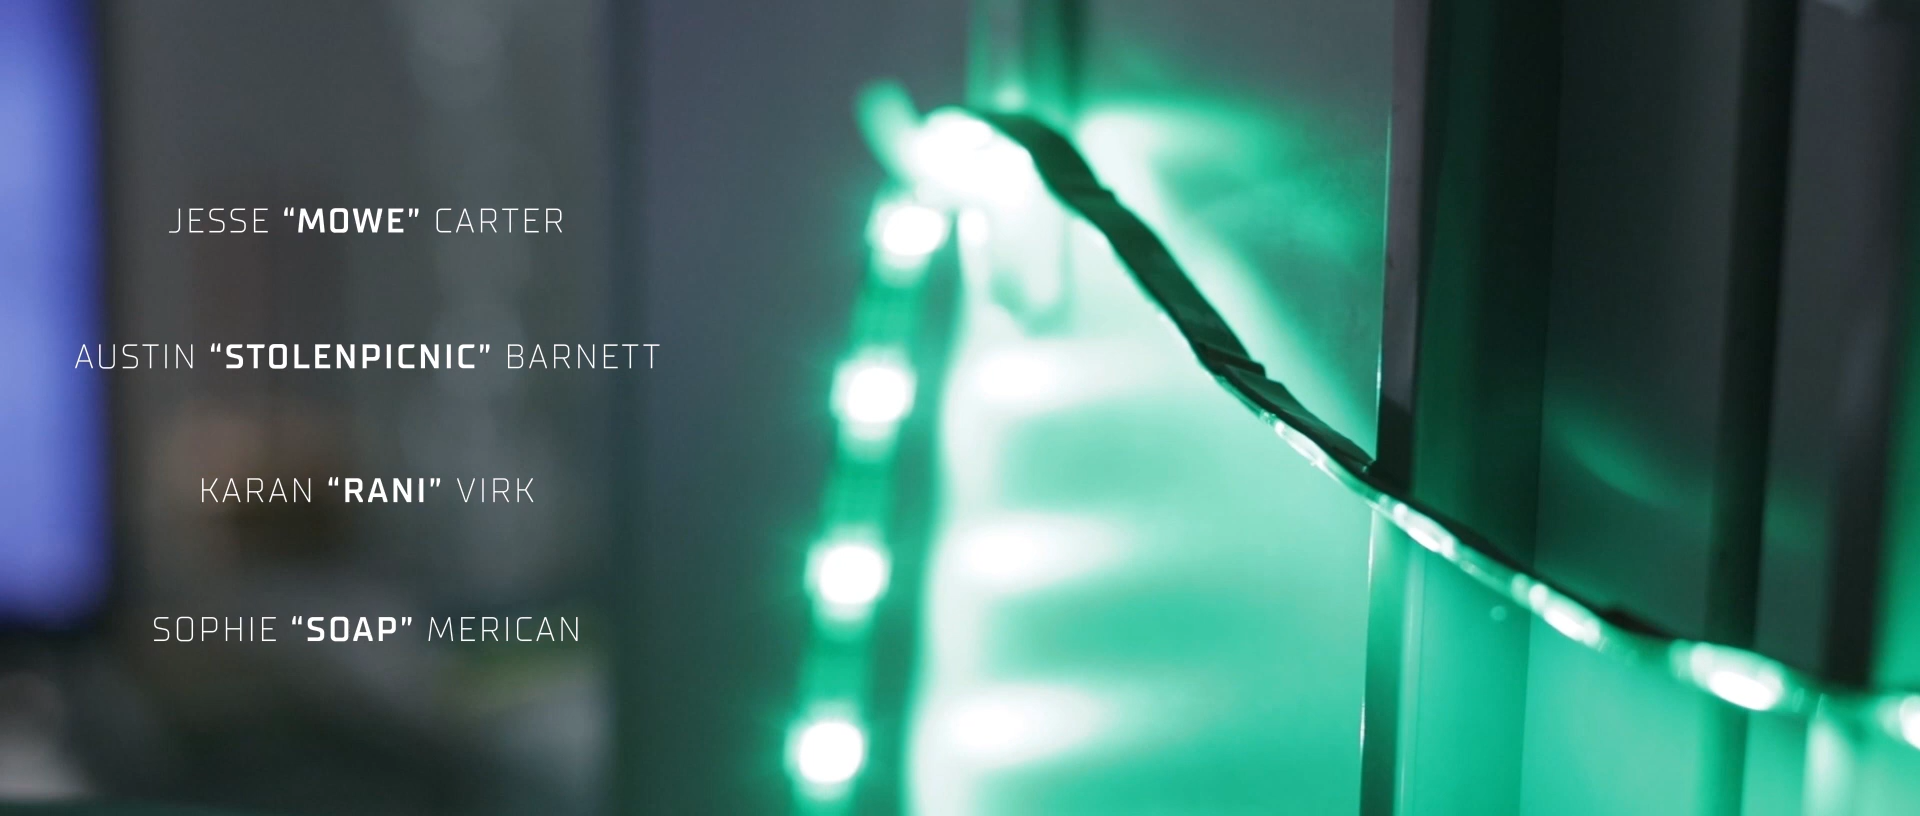 JESSE “MOWE” CARTER
AUSTIN “STOLENPICNIC” BARNETT
KARAN “RANI” VIRK
SOPHIE “SOAP” MERICAN